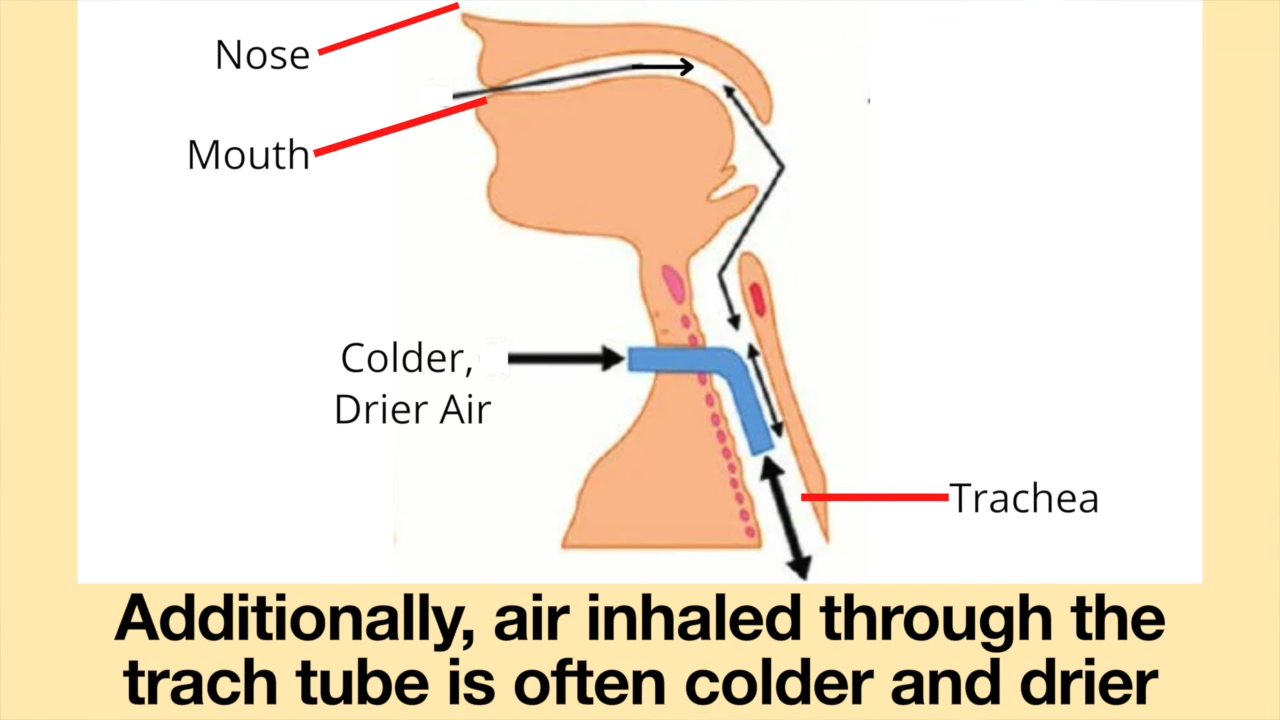 Nose
Mouth
Colder,
Drier Air
Trachea
Additionally, air inhaled through the
trach tube is often colder and drier